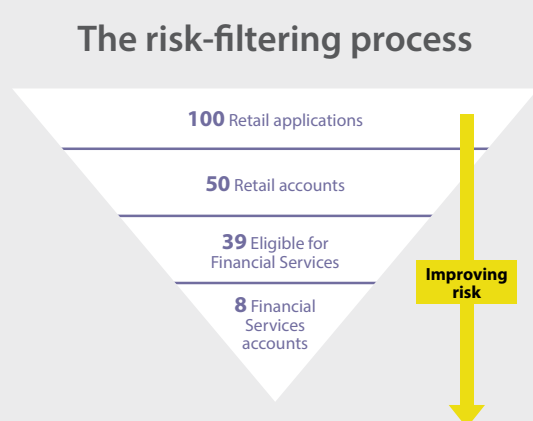 The risk-filtering process
100 Retail applications
50 Retail accounts
39 Eligible for
Financial Services
8 Financial
Services
accounts
Improving
risk